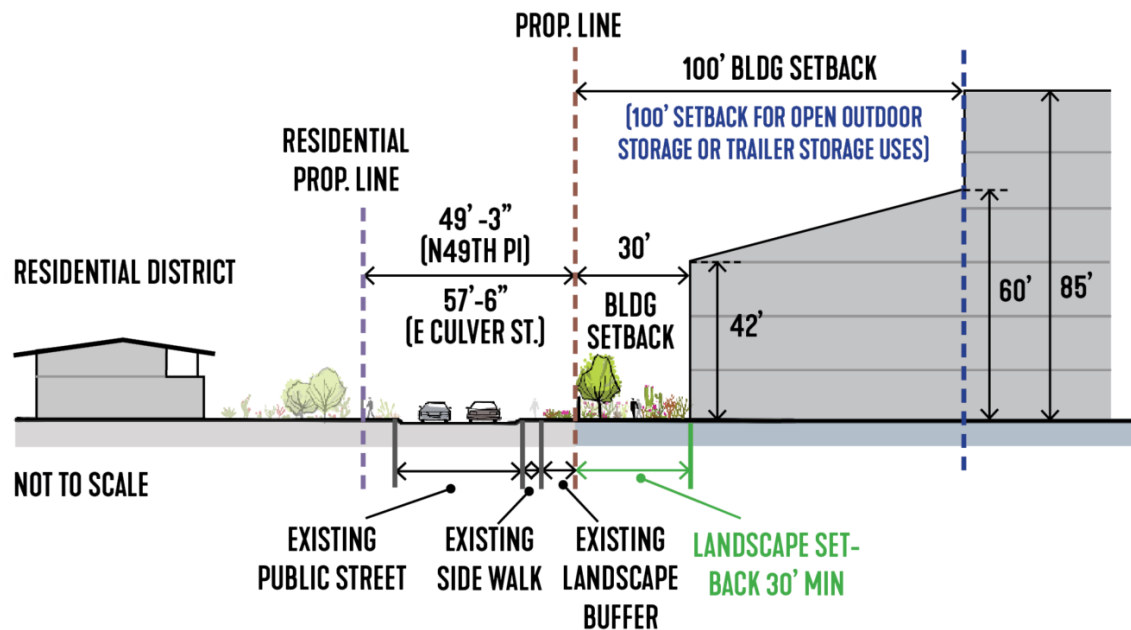 PROP. LINE
100’ BLDG SETBACK
(100’ SETBACK FOR OPEN OUTDOOR
STORAGE OR TRAILER STORAGE USES)
RESIDENTIAL
PROP. LINE
49’ -3”
(N49TH Pl)
30’
RESIDENTIAL DISTRICT
57’-6”
(E CULVER ST.)
BLDG
SETBACK
42’
60’
85’
NOT TO SCALE
EXISTING
PUBLIC STREET
EXISTING
SIDE WALK
EXISTING
LANDSCAPE
BUFFER
LANDSCAPE SET-
BACK 30’ MIN